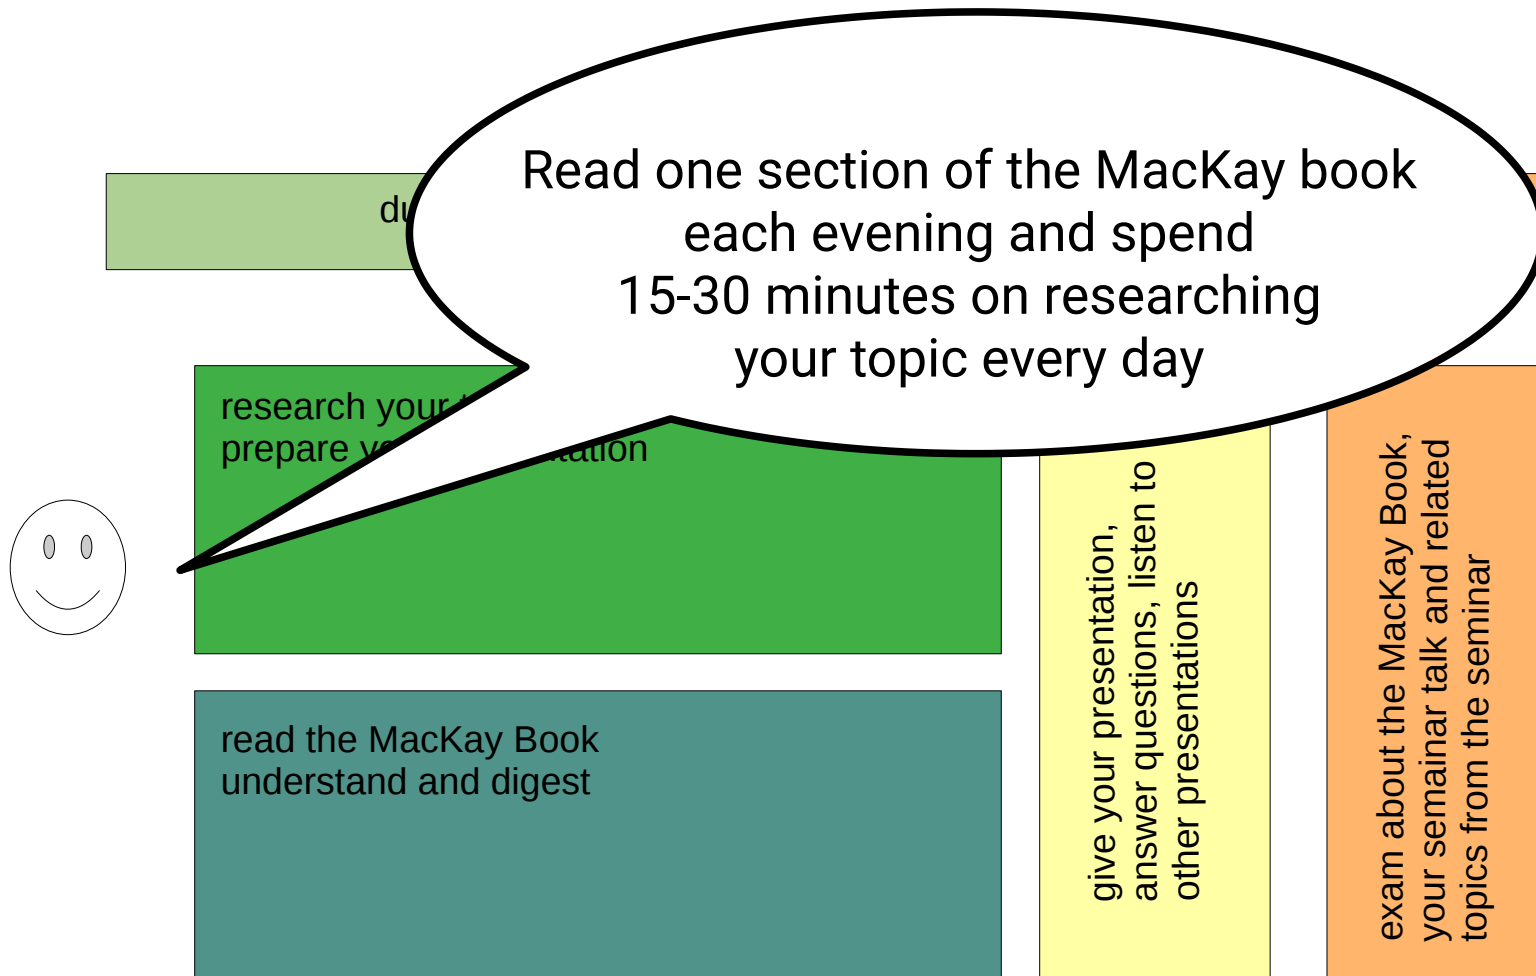 Read one section of the MacKay book
each evening and spend
15-30 minutes on researching
your topic every day
research your
prepare
read the MacKay Book
understand and digest
give your presentation,
answer questions, listen to
other presentations
exam about the MacKay Book,
your semainar talk and related
topics from the seminar